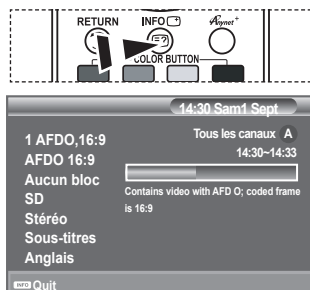 RETURN INFO Anynet+
COLOR BUTTON
14:30 Sam1 Sept
Tous les canaux A
14:30~14:33
1 AFDO,16:9
AFDO 16:9
Aucun bloc
SD
Stéréo
Sous-titres
Anglais
Contains video with AFD O; coded frame
is 16:9
INFO Quit